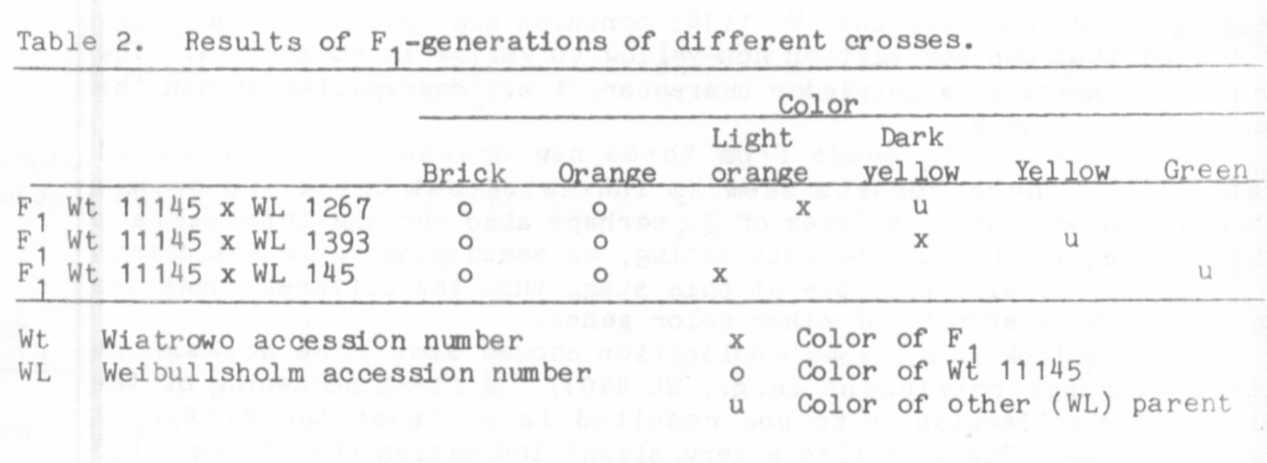 Table 2. Results of F1-generations of different crosses.
Color
Light Dark
Brick Orange orange yellow Yellow Green
F1 Wt 11145 x WL 1267 o o x u
F1 Wt 11145 x WL 1393 o o x u
F1 Wt 11145 x WL 145 o o x u
Wt Wiatrowo accession number x Color of F1
WL Weibullsholm accession number o Color of Wt 11145
u Color of other (WL) parent